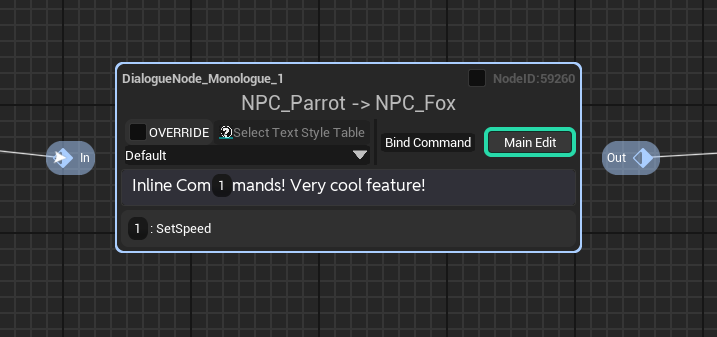 DialogueNode_Monologue_1 NodeID:59260
NPC_Parrot -> NPC_Fox
OVERRIDE ? Select Text Style Table
Default
Bind Command
Main Edit
In
Out
Inline Com 1 mands! Very cool feature!
1 : SetSpeed